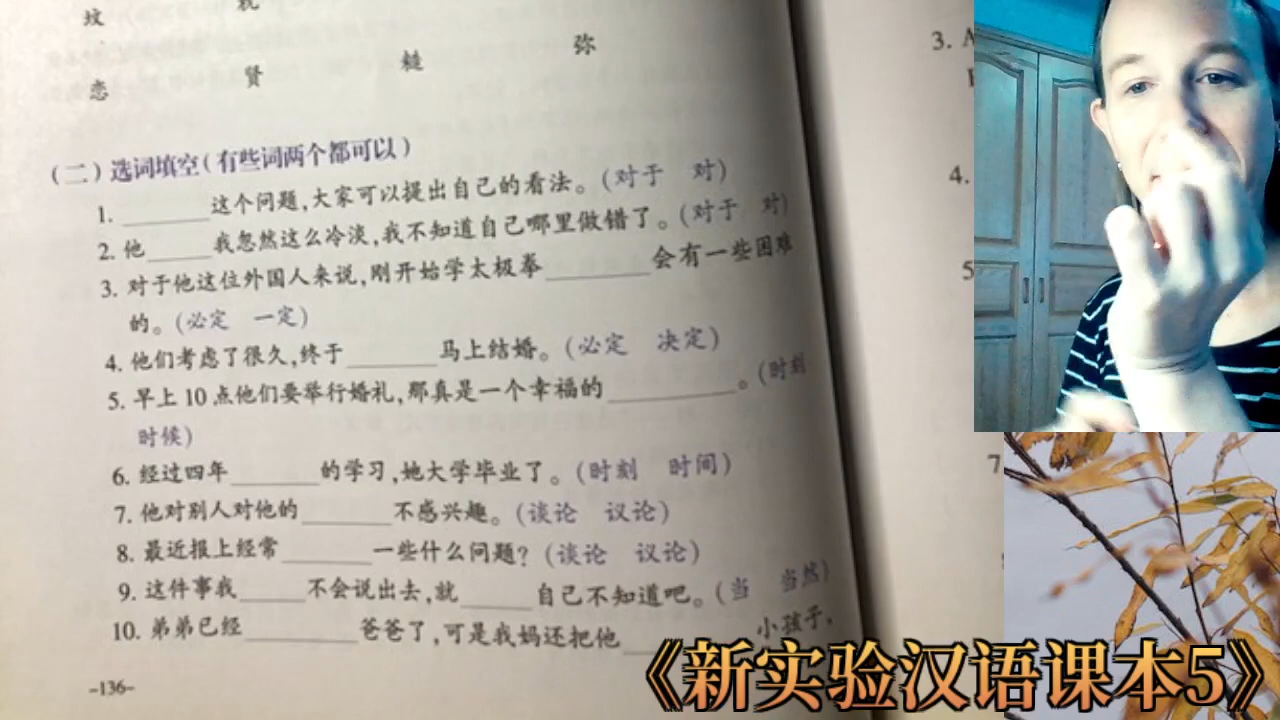 蚊
恋 贤 槌 弥
(二)选词填空(有些词两个都可以)
1. ________这个问题,大家可以提出自己的看法。(对于 对)
2. 他______我忽然这么冷淡,我不知道自己哪里做错了。(对于 对)
3. 对于他这位外国人来说,刚开始学太极拳________会有一些困难
的。(必定 一定)
4. 他们考虑了很久,终于________马上结婚。(必定 决定)
5. 早上10点他们要举行婚礼,那真是一个幸福的__________。(时刻
时候)
6. 经过四年_______的学习,她大学毕业了。(时刻 时间)
7. 他对别人对他的_______不感兴趣。(谈论 议论)
8. 最近报上经常_______一些什么问题?(谈论 议论)
9. 这件事我_____不会说出去,就______自己不知道吧。(当 当然)
10. 弟弟已经_________爸爸了,可是我妈还把他__________小孩子,
-136-
3.
4.
5
7
《新实验汉语课本5》